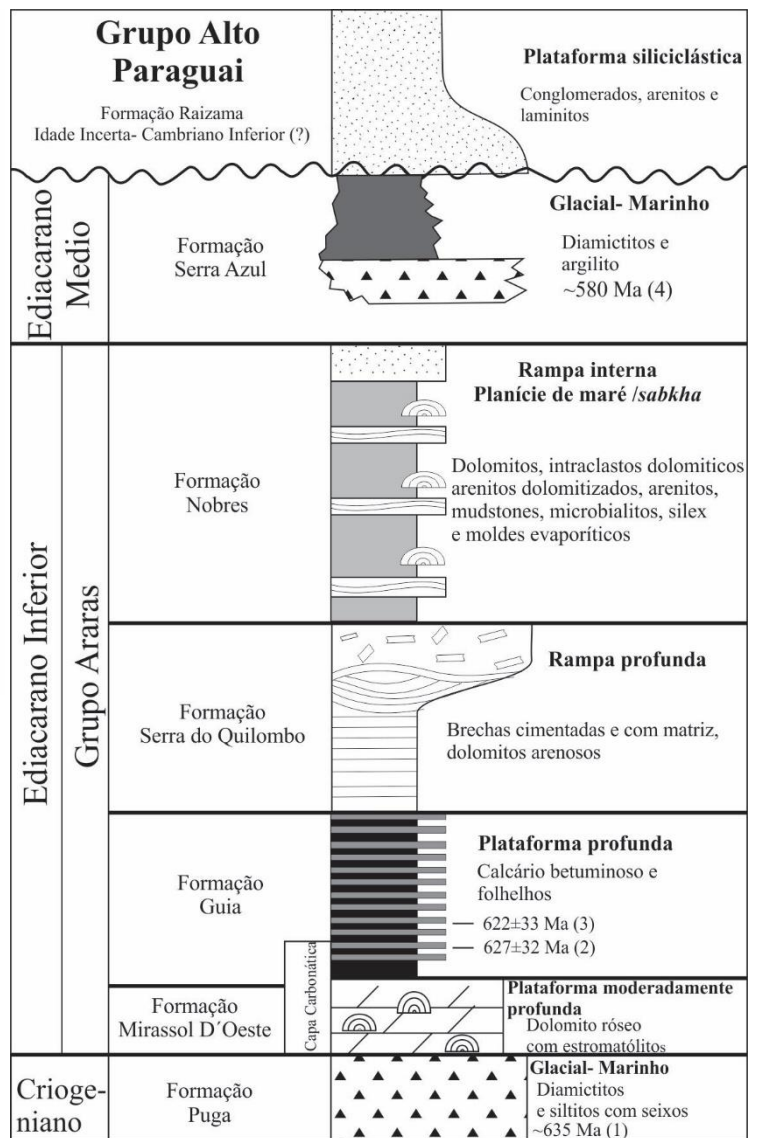 Grupo Alto
Paraguai
Formação Raizama
Idade Incerta- Cambriano Inferior (?)
Plataforma siliciclástica
Conglomerados, arenitos e
laminitos
Ediacarano
Medio
Formação
Serra Azul
Glacial- Marinho
Diamictitos e
argilito
~580 Ma (4)
Ediacarano Inferior
Grupo Araras
Formação
Nobres
Rampa interna
Planície de maré /sabkha
Dolomitos, intraclastos dolomiticos
arenitos dolomitizados, arenitos,
mudstones, microbialitos, silex
e moldes evaporíticos
Formação
Serra do Quilombo
Rampa profunda
Brechas cimentadas e com matriz,
dolomitos arenosos
Formação
Guia
Plataforma profunda
Calcário betuminoso e
folhelhos
622±33 Ma (3)
627±32 Ma (2)
Capa Carbonática
Formação
Mirassol D´Oeste
Plataforma moderadamente
profunda
Dolomito róseo
com estromatólitos
Crioge-
niano
Formação
Puga
Glacial- Marinho
Diamictitos
e siltitos com seixos
~635 Ma (1)